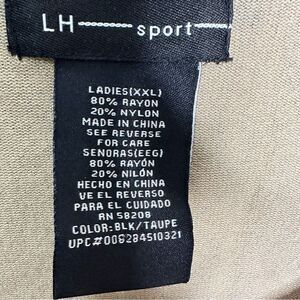 LH sport
LADIES(XXL)
80% RAYON
20% NYLON
MADE IN CHINA
SEE REVERSE
FOR CARE
SENORAS(EEG)
80% RAYÓN
20% NILÓN
HECHO EN CHINA
VE EL REVERSO
PARA EL CUIDADO
RN 58208
COLOR:BLK/TAUPE
UPC#006284510321